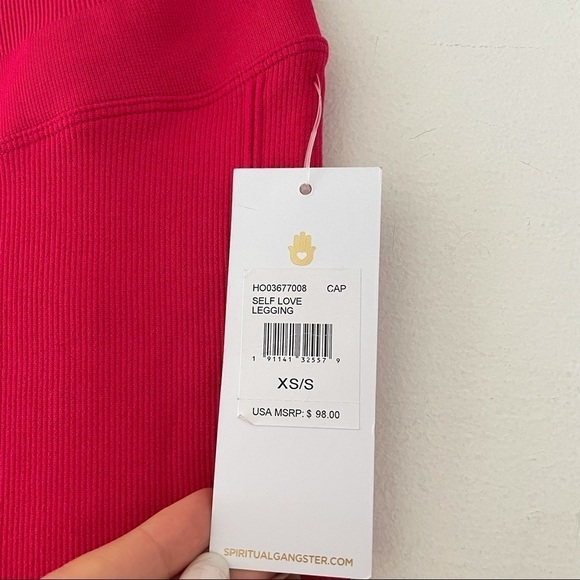 HO03677008 CAP
SELF LOVE
LEGGING
1 91141 32557 9
XS/S
USA MSRP: $ 98.00
SPIRITUALGANGSTER.COM